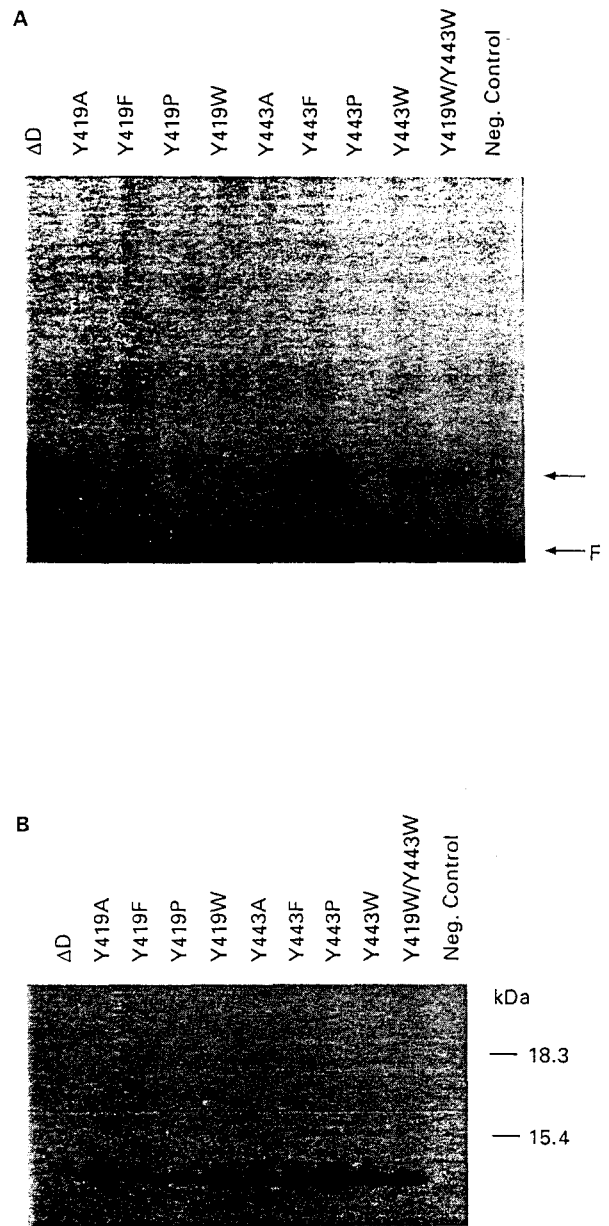 A
ΔD
Y419A
Y419F
Y419P
Y419W
Y443A
Y443F
Y443P
Y443W
Y419W/Y443W
Neg. Control
F
B
ΔD
Y419A
Y419F
Y419P
Y419W
Y443A
Y443F
Y443P
Y443W
Y419W/Y443W
Neg. Control
kDa
18.3
15.4